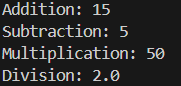 Addition: 15
Subtraction: 5
Multiplication: 50
Division: 2.0